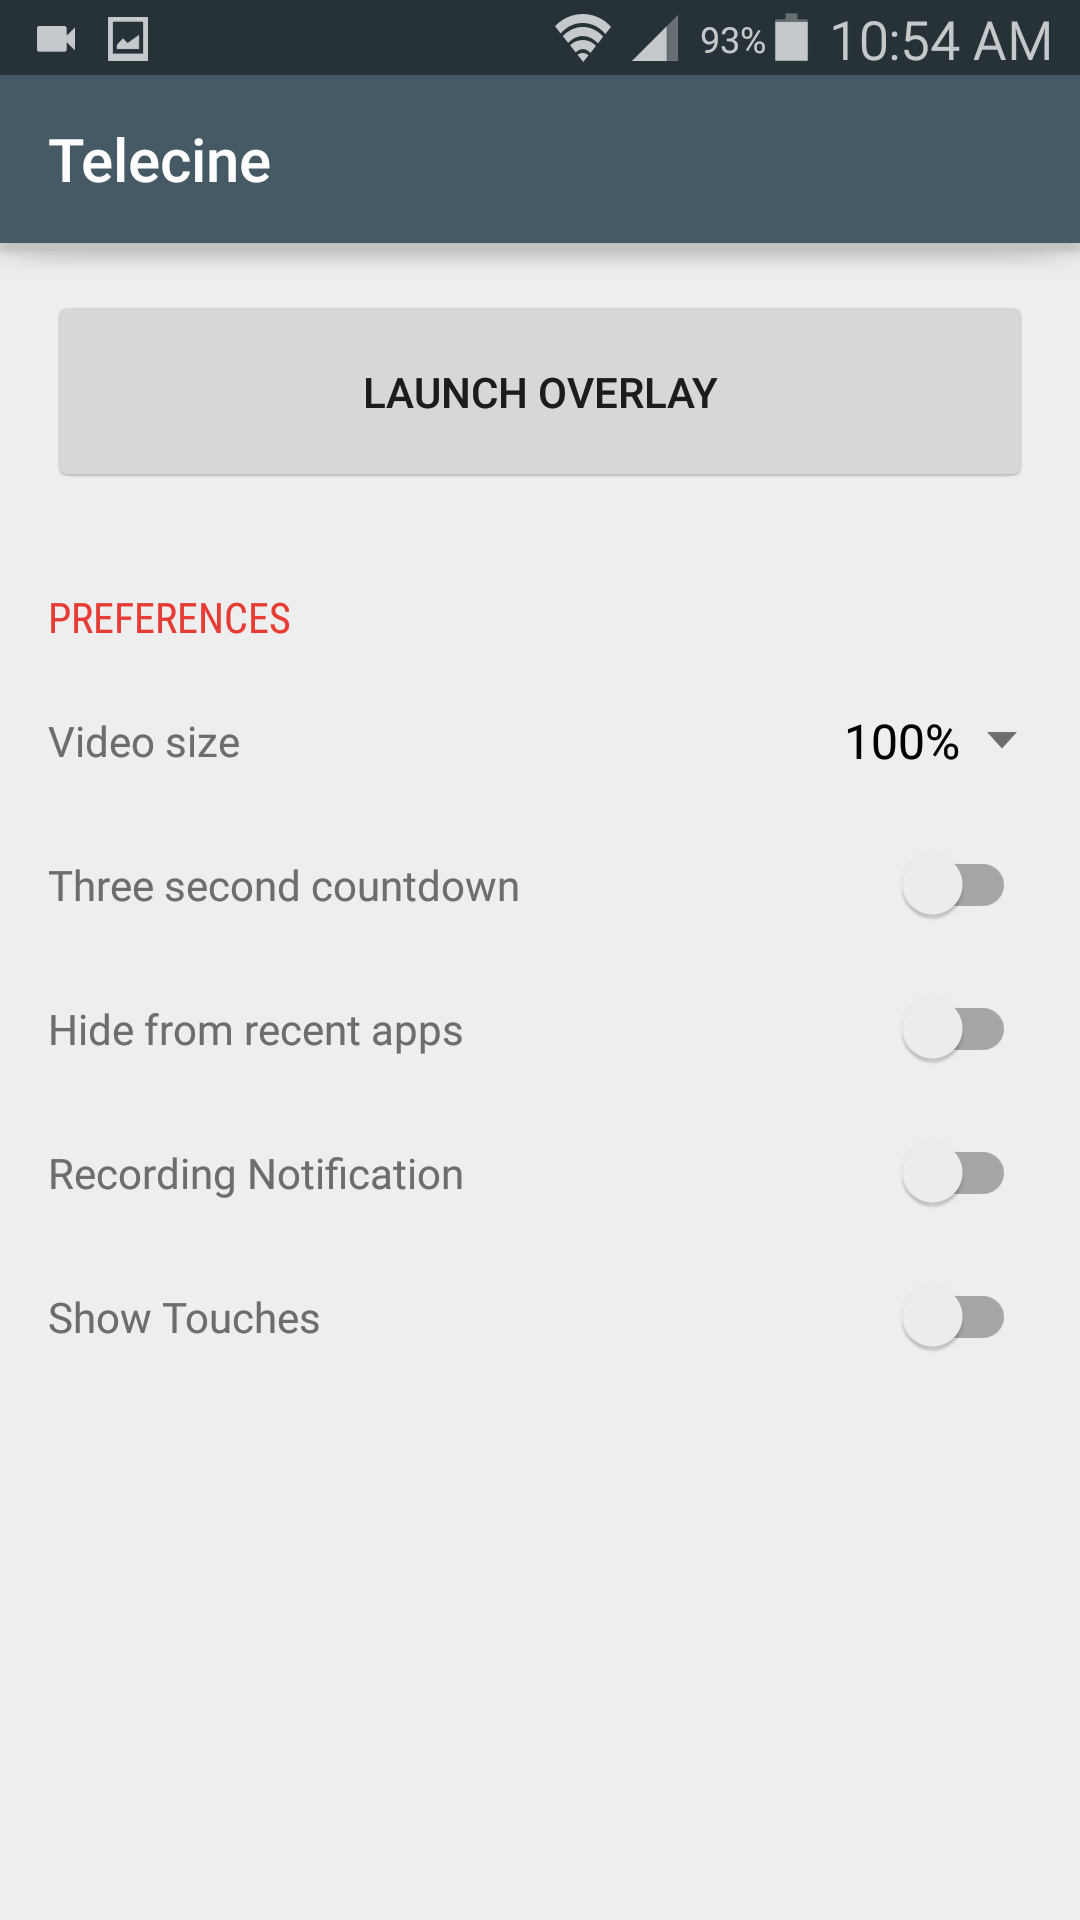 93% 10:54 AM
Telecine
LAUNCH OVERLAY
PREFERENCES
Video size 100%
Three second countdown
Hide from recent apps
Recording Notification
Show Touches